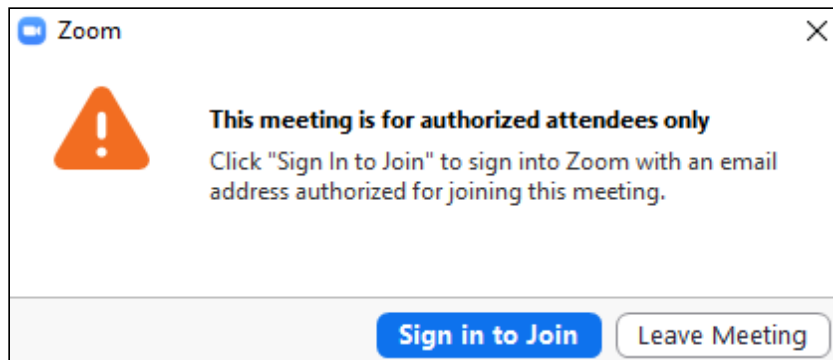 Zoom
This meeting is for authorized attendees only
Click "Sign In to Join" to sign into Zoom with an email
address authorized for joining this meeting.
Sign in to Join
Leave Meeting